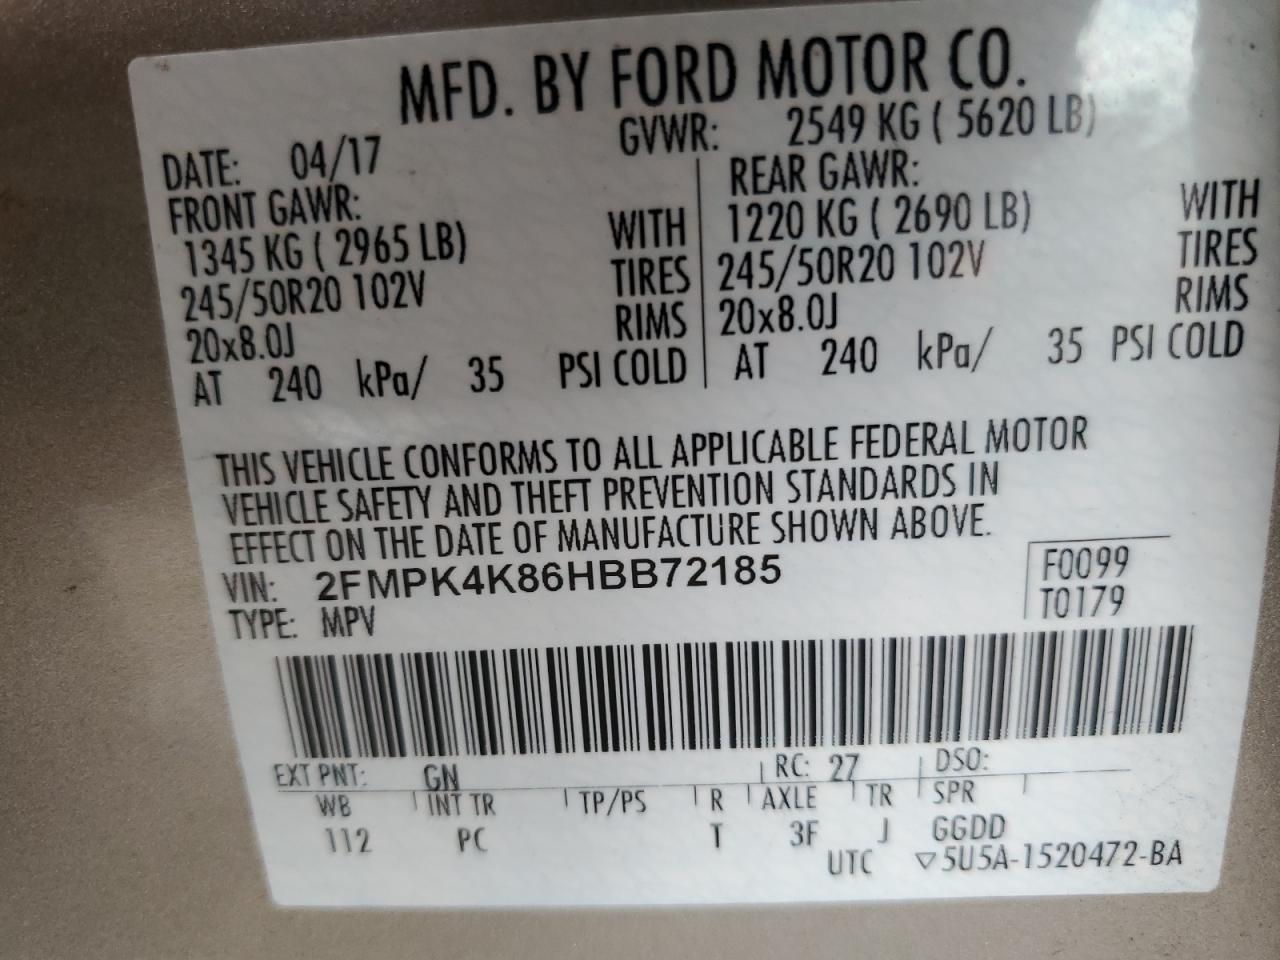 MFD. BY FORD MOTOR CO.
DATE: 04/17 GVWR: 2549 KG ( 5620 LB)
FRONT GAWR: REAR GAWR:
1345 KG ( 2965 LB) WITH 1220 KG ( 2690 LB) WITH
245/50R20 102V TIRES 245/50R20 102V TIRES
20x8.0J RIMS 20x8.0J RIMS
AT 240 kPa/ 35 PSI COLD AT 240 kPa/ 35 PSI COLD
THIS VEHICLE CONFORMS TO ALL APPLICABLE FEDERAL MOTOR
VEHICLE SAFETY AND THEFT PREVENTION STANDARDS IN
EFFECT ON THE DATE OF MANUFACTURE SHOWN ABOVE.
VIN: 2FMPK4K86HBB72185 F0099
TYPE: MPV T0179
EXT PNT: GN RC: 27 DSO:
WB INT TR TP/PS R AXLE TR SPR
112 PC T 3F J GGDD
UTC ▽5U5A-1520472-BA